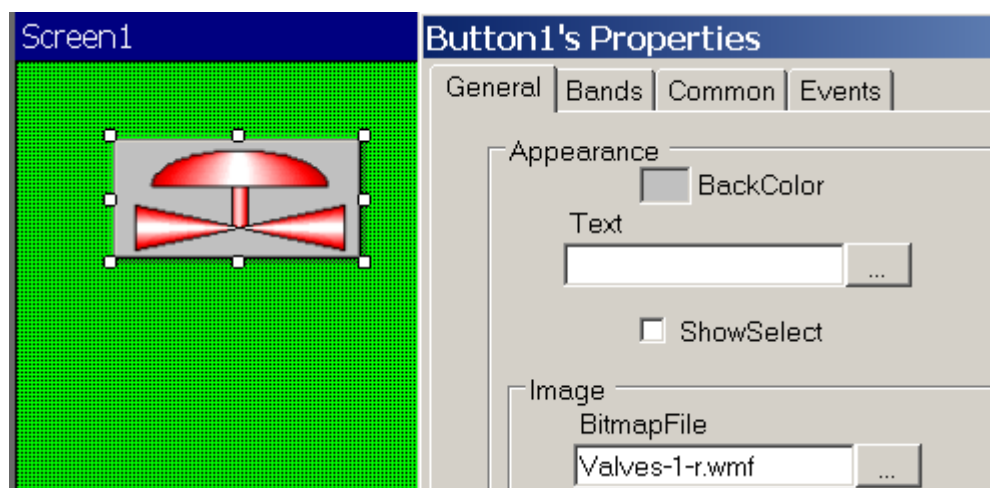 Screen1
Button1's Properties
General Bands Common Events
Appearance
BackColor
Text
...
ShowSelect
Image
BitmapFile
Valves-1-r.wmf ...